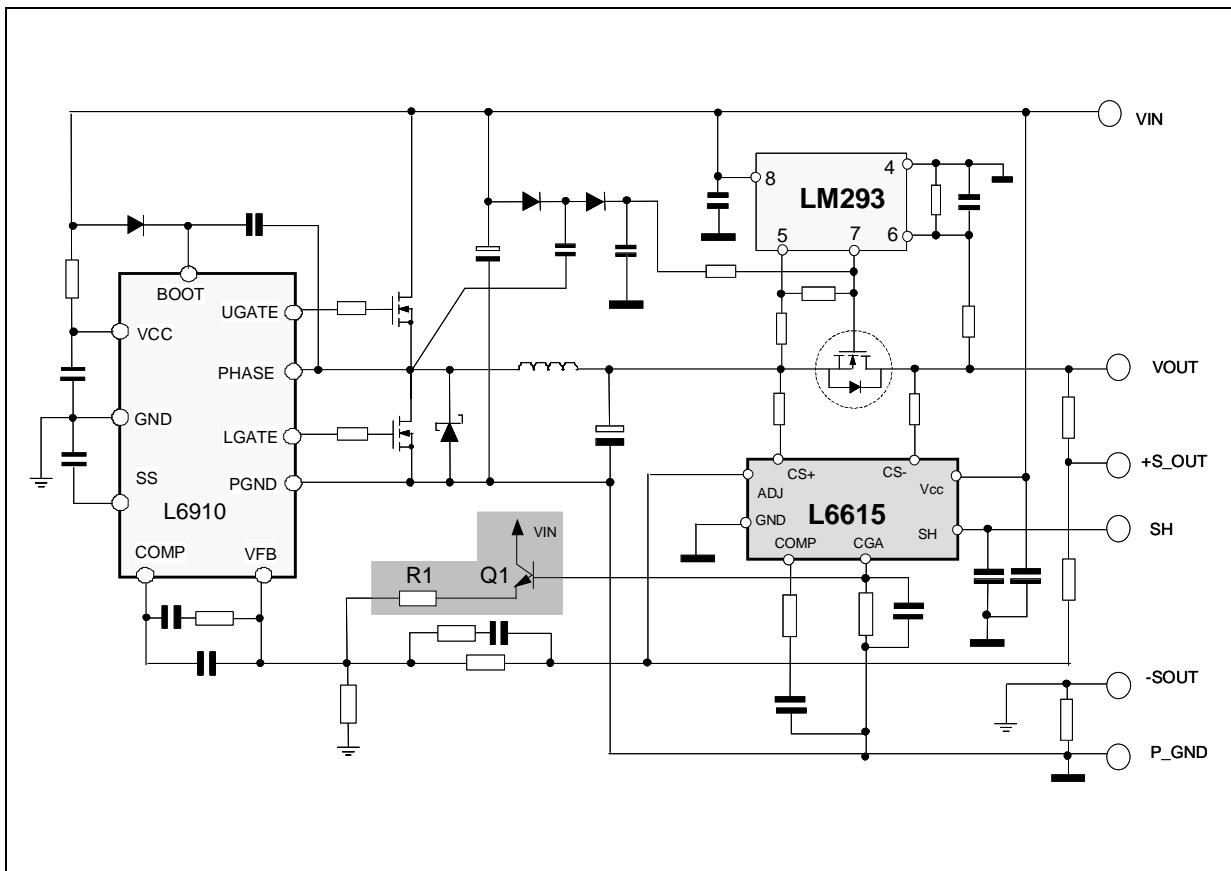 VIN
8
4
LM293
5
7
6
BOOT
UGATE
VCC
PHASE
VOUT
GND
LGATE
+S_OUT
CS+
CS-
SS
PGND
ADJ
Vcc
L6910
L6615
GND
SH
SH
VIN
COMP
CGA
COMP
VFB
R1
Q1
-SOUT
P_GND